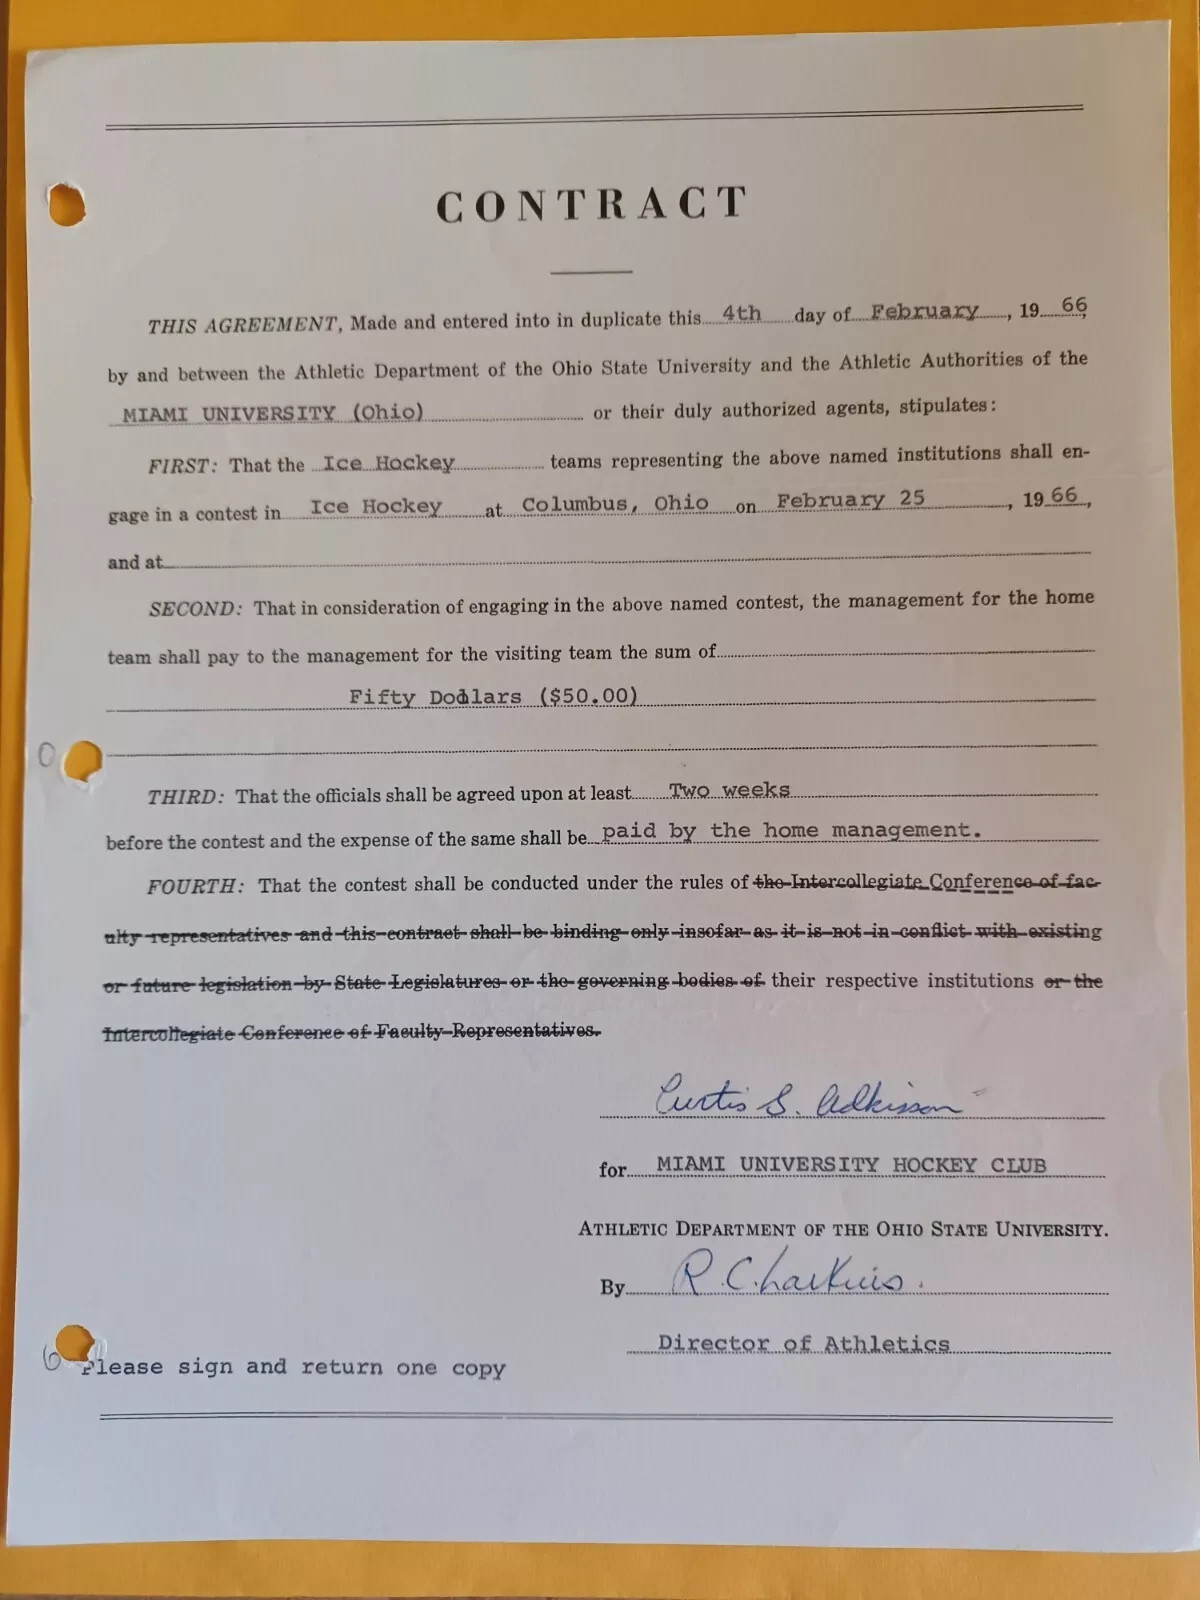 CONTRACT
THIS AGREEMENT, Made and entered into in duplicate this 4th day of February, 19 66,
by and between the Athletic Department of the Ohio State University and the Athletic Authorities of the
MIAMI UNIVERSITY (Ohio) or their duly authorized agents, stipulates:
FIRST: That the Ice Hockey teams representing the above named institutions shall en-
gage in a contest in Ice Hockey at Columbus, Ohio on February 25, 19 66,
and at
SECOND: That in consideration of engaging in the above named contest, the management for the home
team shall pay to the management for the visiting team the sum of
Fifty Dollars ($50.00)
THIRD: That the officials shall be agreed upon at least Two weeks
before the contest and the expense of the same shall be paid by the home management.
FOURTH: That the contest shall be conducted under the rules of the Intercollegiate Conference of fac-
ulty representatives and this contract shall be binding only insofar as it is not in conflict with existing
or future legislation by State Legislatures or the governing bodies of their respective institutions or the
Intercollegiate Conference of Faculty Representatives.
Curtis S. Adkisson
for MIAMI UNIVERSITY HOCKEY CLUB
ATHLETIC DEPARTMENT OF THE OHIO STATE UNIVERSITY.
By R. C. Larkins.
Director of Athletics
Please sign and return one copy